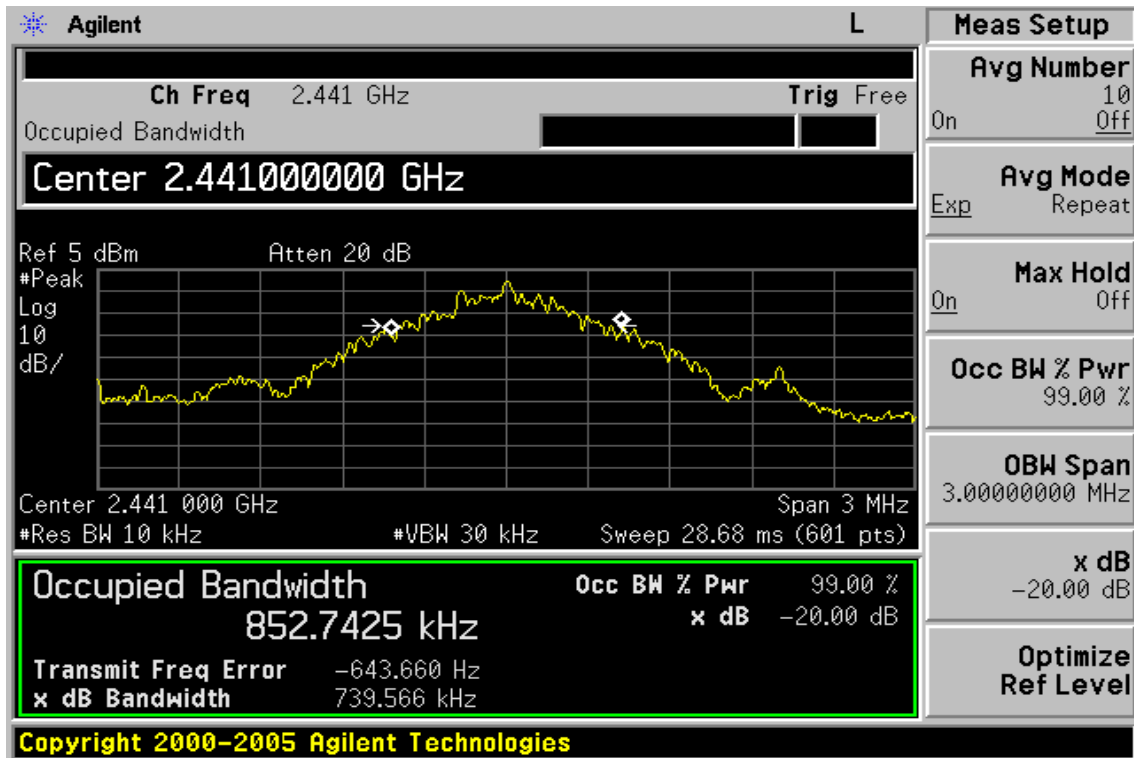 Agilent L
Ch Freq 2.441 GHz Trig Free
Occupied Bandwidth
Center 2.441000000 GHz
Ref 5 dBm Atten 20 dB
#Peak
Log
10
dB/
Center 2.441 000 GHz Span 3 MHz
#Res BW 10 kHz #VBW 30 kHz Sweep 28.68 ms (601 pts)
Occupied Bandwidth Occ BW % Pwr 99.00 %
852.7425 kHz x dB -20.00 dB
Transmit Freq Error -643.660 Hz
x dB Bandwidth 739.566 kHz
Copyright 2000-2005 Agilent Technologies
Meas Setup
Avg Number
10
On Off
Avg Mode
Exp Repeat
Max Hold
On Off
Occ BW % Pwr
99.00 %
OBW Span
3.00000000 MHz
x dB
-20.00 dB
Optimize
Ref Level